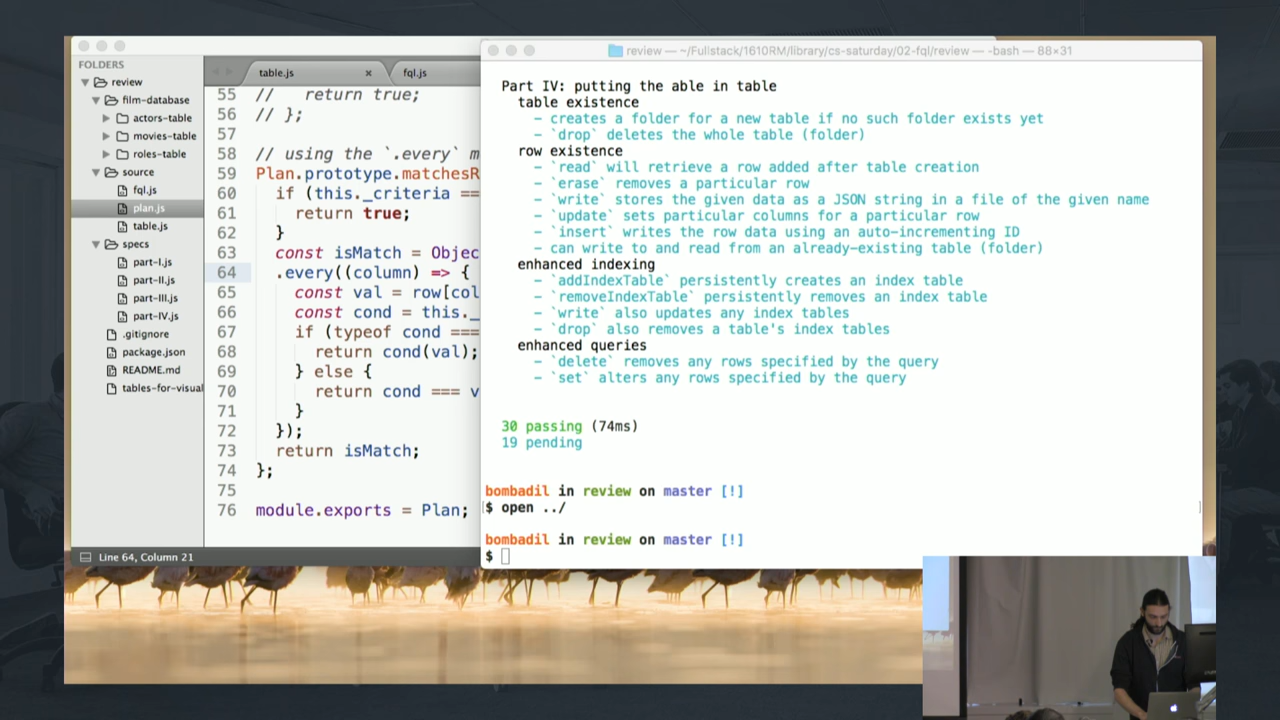 FOLDERS
review
film-database
actors-table
movies-table
roles-table
source
fql.js
plan.js
table.js
specs
part-I.js
part-II.js
part-III.js
part-IV.js
.gitignore
package.json
README.md
tables-for-visual
table.js x
fql.js
55 //   return true;
56 // };
57
58 // using the `.every` m
59 Plan.prototype.matchesR
60   if (this._criteria ==
61     return true;
62   }
63   const isMatch = Objec
64   .every((column) => {
65     const val = row[col
66     const cond = this._
67     if (typeof cond ===
68       return cond(val);
69     } else {
70       return cond === v
71     }
72   });
73   return isMatch;
74 };
75
76 module.exports = Plan;
Line 64, Column 21
review — ~/Fullstack/1610RM/library/cs-saturday/02-fql/review — -bash — 88×31
Part IV: putting the able in table
table existence
- creates a folder for a new table if no such folder exists yet
- `drop` deletes the whole table (folder)
row existence
- `read` will retrieve a row added after table creation
- `erase` removes a particular row
- `write` stores the given data as a JSON string in a file of the given name
- `update` sets particular columns for a particular row
- `insert` writes the row data using an auto-incrementing ID
- can write to and read from an already-existing table (folder)
enhanced indexing
- `addIndexTable` persistently creates an index table
- `removeIndexTable` persistently removes an index table
- `write` also updates any index tables
- `drop` also removes a table's index tables
enhanced queries
- `delete` removes any rows specified by the query
- `set` alters any rows specified by the query
30 passing (74ms)
19 pending
bombadil in review on master [!]
$ open ../
bombadil in review on master [!]
$